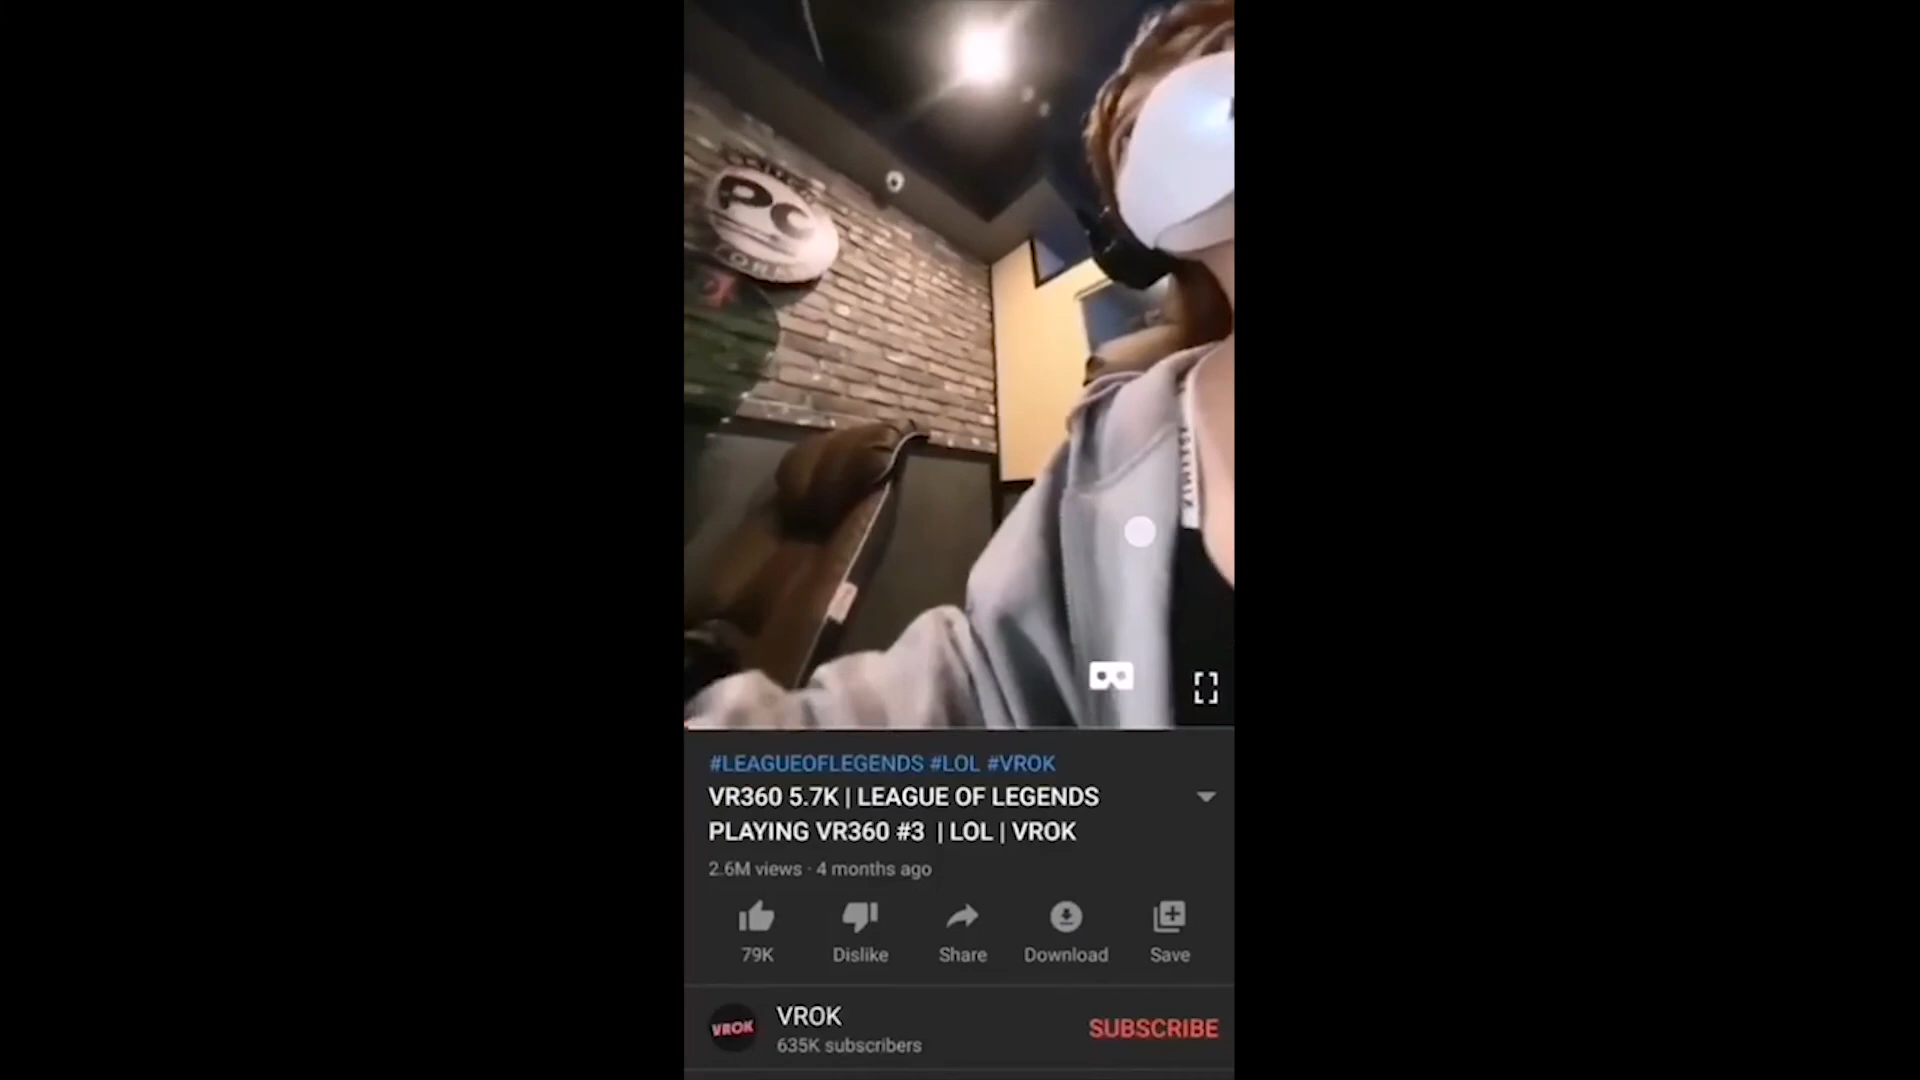 PC
#LEAGUEOFLEGENDS #LOL #VROK
VR360 5.7K | LEAGUE OF LEGENDS
PLAYING VR360 #3 | LOL | VROK
2.6M views · 4 months ago
79K Dislike Share Download Save
VROK
VROK
635K subscribers
SUBSCRIBE